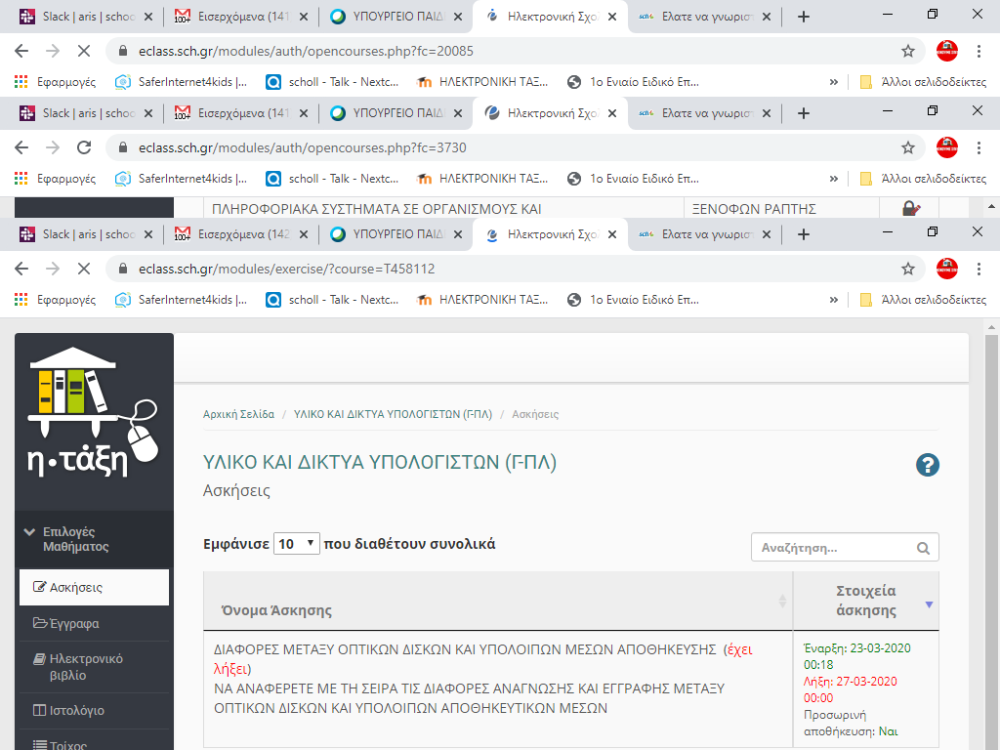 Slack | aris | schoo
Εισερχόμενα (141
ΥΠΟΥΡΓΕΙΟ ΠΑΙΔ
Ηλεκτρονική Σχο
Ελατε να γνωρισ
eclass.sch.gr/modules/auth/opencourses.php?fc=20085
Εφαρμογές
SaferInternet4kids |...
scholl - Talk - Nextc...
ΗΛΕΚΤΡΟΝΙΚΗ ΤΑΞ...
1ο Ενιαίο Ειδικό Επ...
»
Άλλοι σελιδοδείκτες
Slack | aris | schoo
Εισερχόμενα (141
ΥΠΟΥΡΓΕΙΟ ΠΑΙΔ
Ηλεκτρονική Σχο
Ελατε να γνωρισ
eclass.sch.gr/modules/auth/opencourses.php?fc=3730
Εφαρμογές
SaferInternet4kids |...
scholl - Talk - Nextc...
ΗΛΕΚΤΡΟΝΙΚΗ ΤΑΞ...
1ο Ενιαίο Ειδικό Επ...
»
Άλλοι σελιδοδείκτες
ΠΛΗΡΟΦΟΡΙΑΚΑ ΣΥΣΤΗΜΑΤΑ ΣΕ ΟΡΓΑΝΙΣΜΟΥΣ ΚΑΙ
ΞΕΝΟΦΩΝ ΡΑΠΤΗΣ
Slack | aris | schoo
Εισερχόμενα (142
ΥΠΟΥΡΓΕΙΟ ΠΑΙΔ
Ηλεκτρονική Σχο
Ελατε να γνωρισ
eclass.sch.gr/modules/exercise/?course=T458112
Εφαρμογές
SaferInternet4kids |...
scholl - Talk - Nextc...
ΗΛΕΚΤΡΟΝΙΚΗ ΤΑΞ...
1ο Ενιαίο Ειδικό Επ...
»
Άλλοι σελιδοδείκτες
η·τάξη
Επιλογές
Μαθήματος
Ασκήσεις
Έγγραφα
Ηλεκτρονικό
βιβλίο
Ιστολόγιο
Τοίχος
Αρχική Σελίδα / ΥΛΙΚΟ ΚΑΙ ΔΙΚΤΥΑ ΥΠΟΛΟΓΙΣΤΩΝ (Γ-ΠΛ) / Ασκήσεις
ΥΛΙΚΟ ΚΑΙ ΔΙΚΤΥΑ ΥΠΟΛΟΓΙΣΤΩΝ (Γ-ΠΛ)
Ασκήσεις
Εμφάνισε 10 που διαθέτουν συνολικά
Αναζήτηση...
Όνομα Άσκησης
Στοιχεία
άσκησης
ΔΙΑΦΟΡΕΣ ΜΕΤΑΞΥ ΟΠΤΙΚΩΝ ΔΙΣΚΩΝ ΚΑΙ ΥΠΟΛΟΙΠΩΝ ΜΕΣΩΝ ΑΠΟΘΗΚΕΥΣΗΣ (έχει
λήξει)
ΝΑ ΑΝΑΦΕΡΕΤΕ ΜΕ ΤΗ ΣΕΙΡΑ ΤΙΣ ΔΙΑΦΟΡΕΣ ΑΝΑΓΝΩΣΗΣ ΚΑΙ ΕΓΓΡΑΦΗΣ ΜΕΤΑΞΥ
ΟΠΤΙΚΩΝ ΔΙΣΚΩΝ ΚΑΙ ΥΠΟΛΟΙΠΩΝ ΑΠΟΘΗΚΕΥΤΙΚΩΝ ΜΕΣΩΝ
Έναρξη: 23-03-2020
00:18
Λήξη: 27-03-2020
00:00
Προσωρινή
αποθήκευση: Ναι